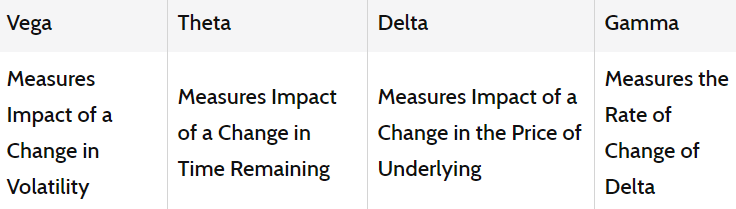 Vega
Theta
Delta
Gamma
Measures
Impact of a
Change in
Volatility
Measures Impact
of a Change in
Time Remaining
Measures Impact of a
Change in the Price of
Underlying
Measures the
Rate of
Change of
Delta